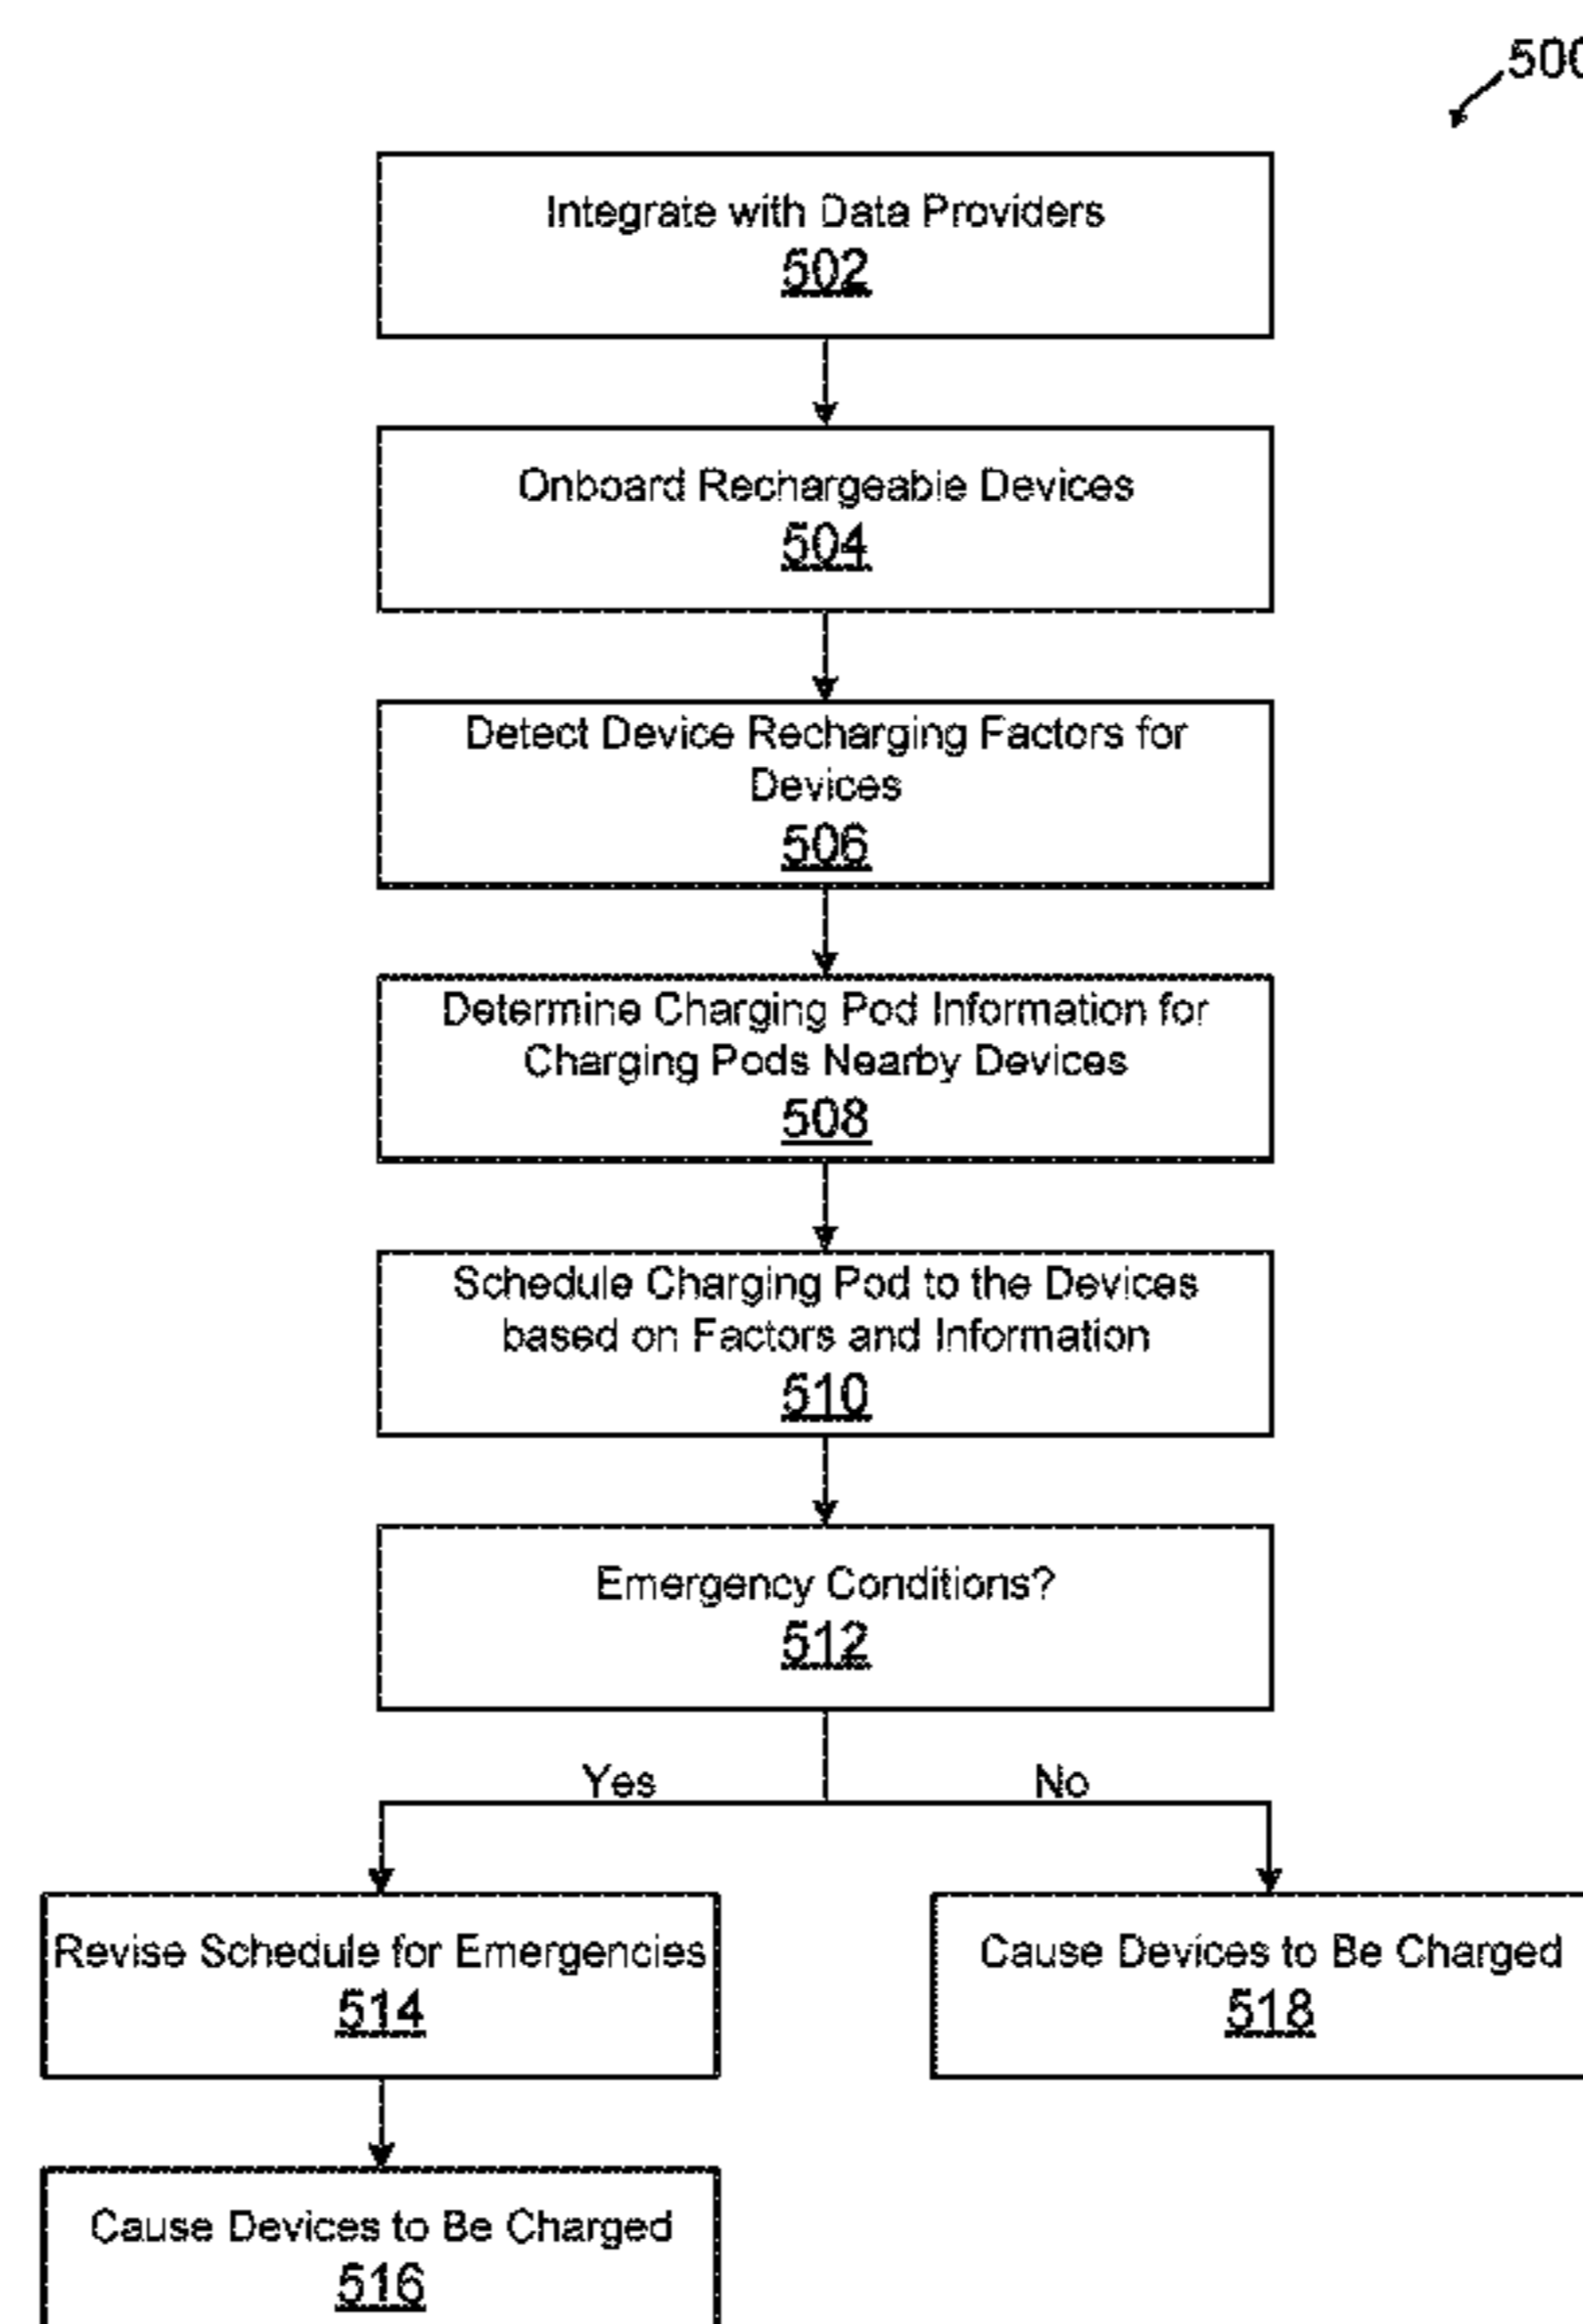 500
Integrate with Data Providers
502
Onboard Rechargeable Devices
504
Detect Device Recharging Factors for
Devices
506
Determine Charging Pod Information for
Charging Pods Nearby Devices
508
Schedule Charging Pod to the Devices
based on Factors and Information
510
Emergency Conditions?
512
Yes
No
Revise Schedule for Emergencies
514
Cause Devices to Be Charged
518
Cause Devices to Be Charged
516